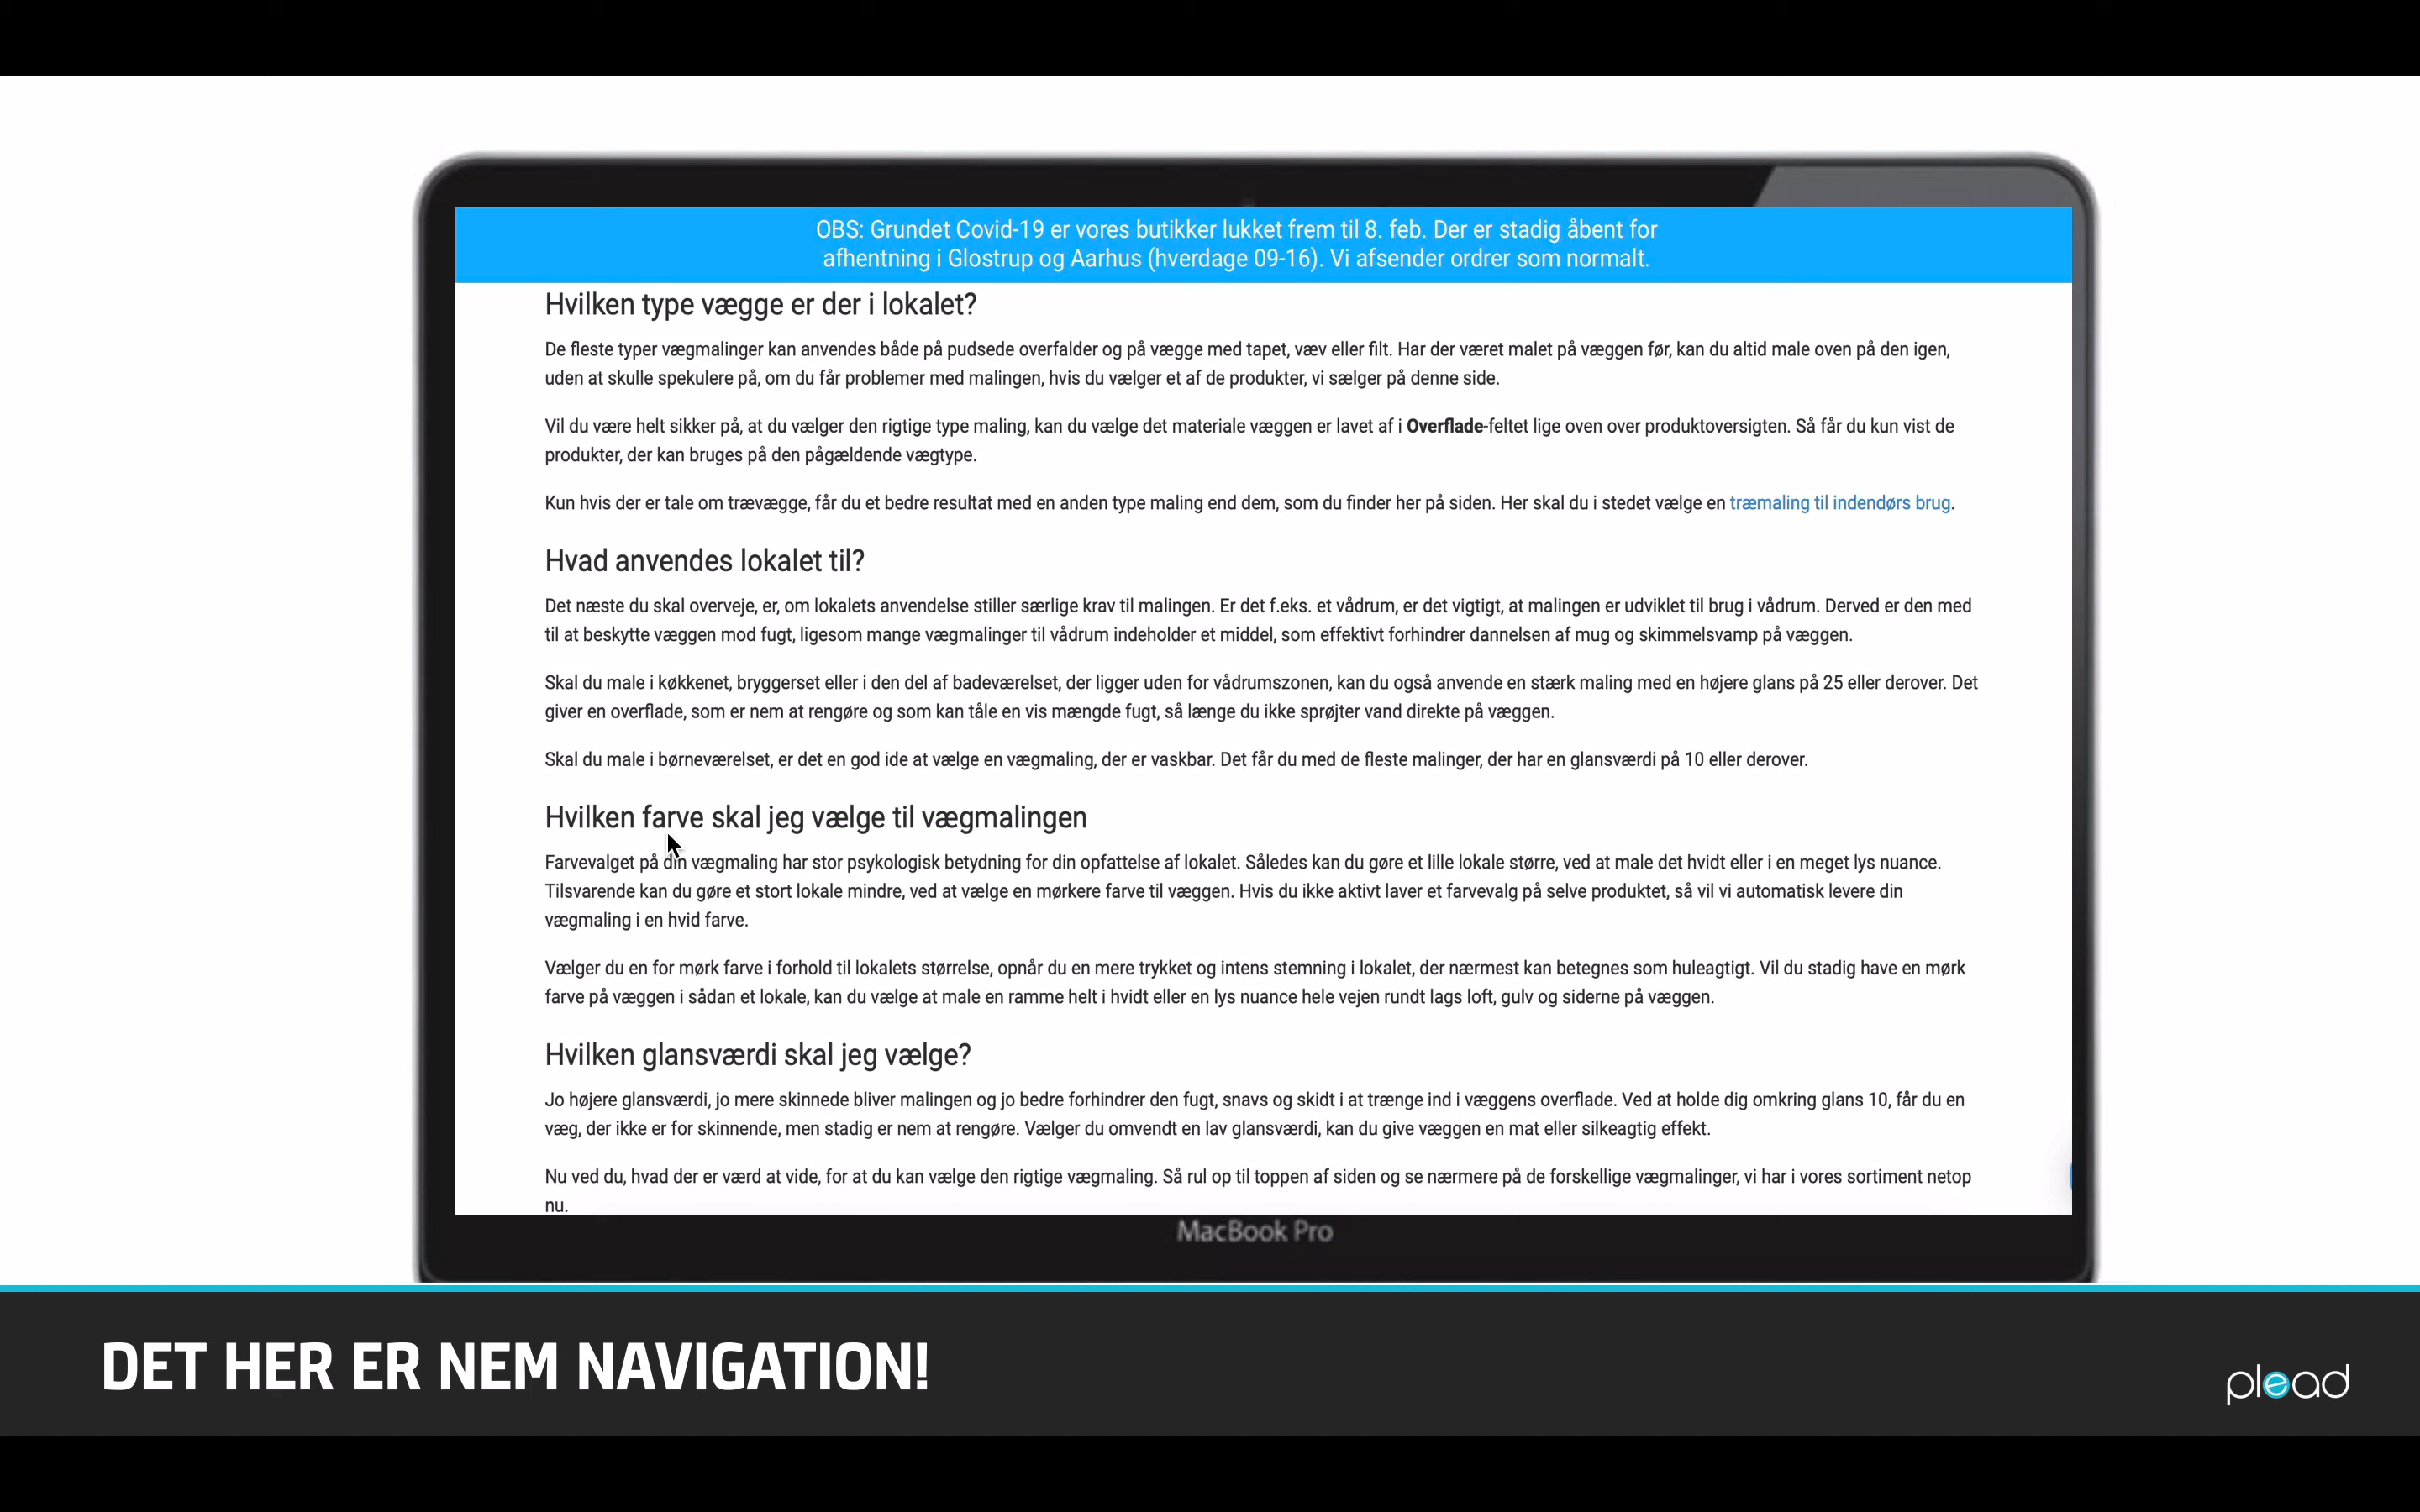 OBS: Grundet Covid-19 er vores butikker lukket frem til 8. feb. Der er stadig åbent for
afhentning i Glostrup og Aarhus (hverdage 09-16). Vi afsender ordrer som normalt.
Hvilken type vægge er der i lokalet?
De fleste typer vægmalinger kan anvendes både på pudsede overfalder og på vægge med tapet, væv eller filt. Har der været malet på væggen før, kan du altid male oven på den igen,
uden at skulle spekulere på, om du får problemer med malingen, hvis du vælger et af de produkter, vi sælger på denne side.
Vil du være helt sikker på, at du vælger den rigtige type maling, kan du vælge det materiale væggen er lavet af i Overflade-feltet lige oven over produktoversigten. Så får du kun vist de
produkter, der kan bruges på den pågældende vægtype.
Kun hvis der er tale om trævægge, får du et bedre resultat med en anden type maling end dem, som du finder her på siden. Her skal du i stedet vælge en træmaling til indendørs brug.
Hvad anvendes lokalet til?
Det næste du skal overveje, er, om lokalets anvendelse stiller særlige krav til malingen. Er det f.eks. et vådrum, er det vigtigt, at malingen er udviklet til brug i vådrum. Derved er den med
til at beskytte væggen mod fugt, ligesom mange vægmalinger til vådrum indeholder et middel, som effektivt forhindrer dannelsen af mug og skimmelsvamp på væggen.
Skal du male i køkkenet, bryggerset eller i den del af badeværelset, der ligger uden for vådrumszonen, kan du også anvende en stærk maling med en højere glans på 25 eller derover. Det
giver en overflade, som er nem at rengøre og som kan tåle en vis mængde fugt, så længe du ikke sprøjter vand direkte på væggen.
Skal du male i børneværelset, er det en god ide at vælge en vægmaling, der er vaskbar. Det får du med de fleste malinger, der har en glansværdi på 10 eller derover.
Hvilken farve skal jeg vælge til vægmalingen
Farvevalget på din vægmaling har stor psykologisk betydning for din opfattelse af lokalet. Således kan du gøre et lille lokale større, ved at male det hvidt eller i en meget lys nuance.
Tilsvarende kan du gøre et stort lokale mindre, ved at vælge en mørkere farve til væggen. Hvis du ikke aktivt laver et farvevalg på selve produktet, så vil vi automatisk levere din
vægmaling i en hvid farve.
Vælger du en for mørk farve i forhold til lokalets størrelse, opnår du en mere trykket og intens stemning i lokalet, der nærmest kan betegnes som huleagtigt. Vil du stadig have en mørk
farve på væggen i sådan et lokale, kan du vælge at male en ramme helt i hvidt eller en lys nuance hele vejen rundt lags loft, gulv og siderne på væggen.
Hvilken glansværdi skal jeg vælge?
Jo højere glansværdi, jo mere skinnede bliver malingen og jo bedre forhindrer den fugt, snavs og skidt i at trænge ind i væggens overflade. Ved at holde dig omkring glans 10, får du en
væg, der ikke er for skinnende, men stadig er nem at rengøre. Vælger du omvendt en lav glansværdi, kan du give væggen en mat eller silkeagtig effekt.
Nu ved du, hvad der er værd at vide, for at du kan vælge den rigtige vægmaling. Så rul op til toppen af siden og se nærmere på de forskellige vægmalinger, vi har i vores sortiment netop
nu.
MacBook Pro
DET HER ER NEM NAVIGATION!
plead